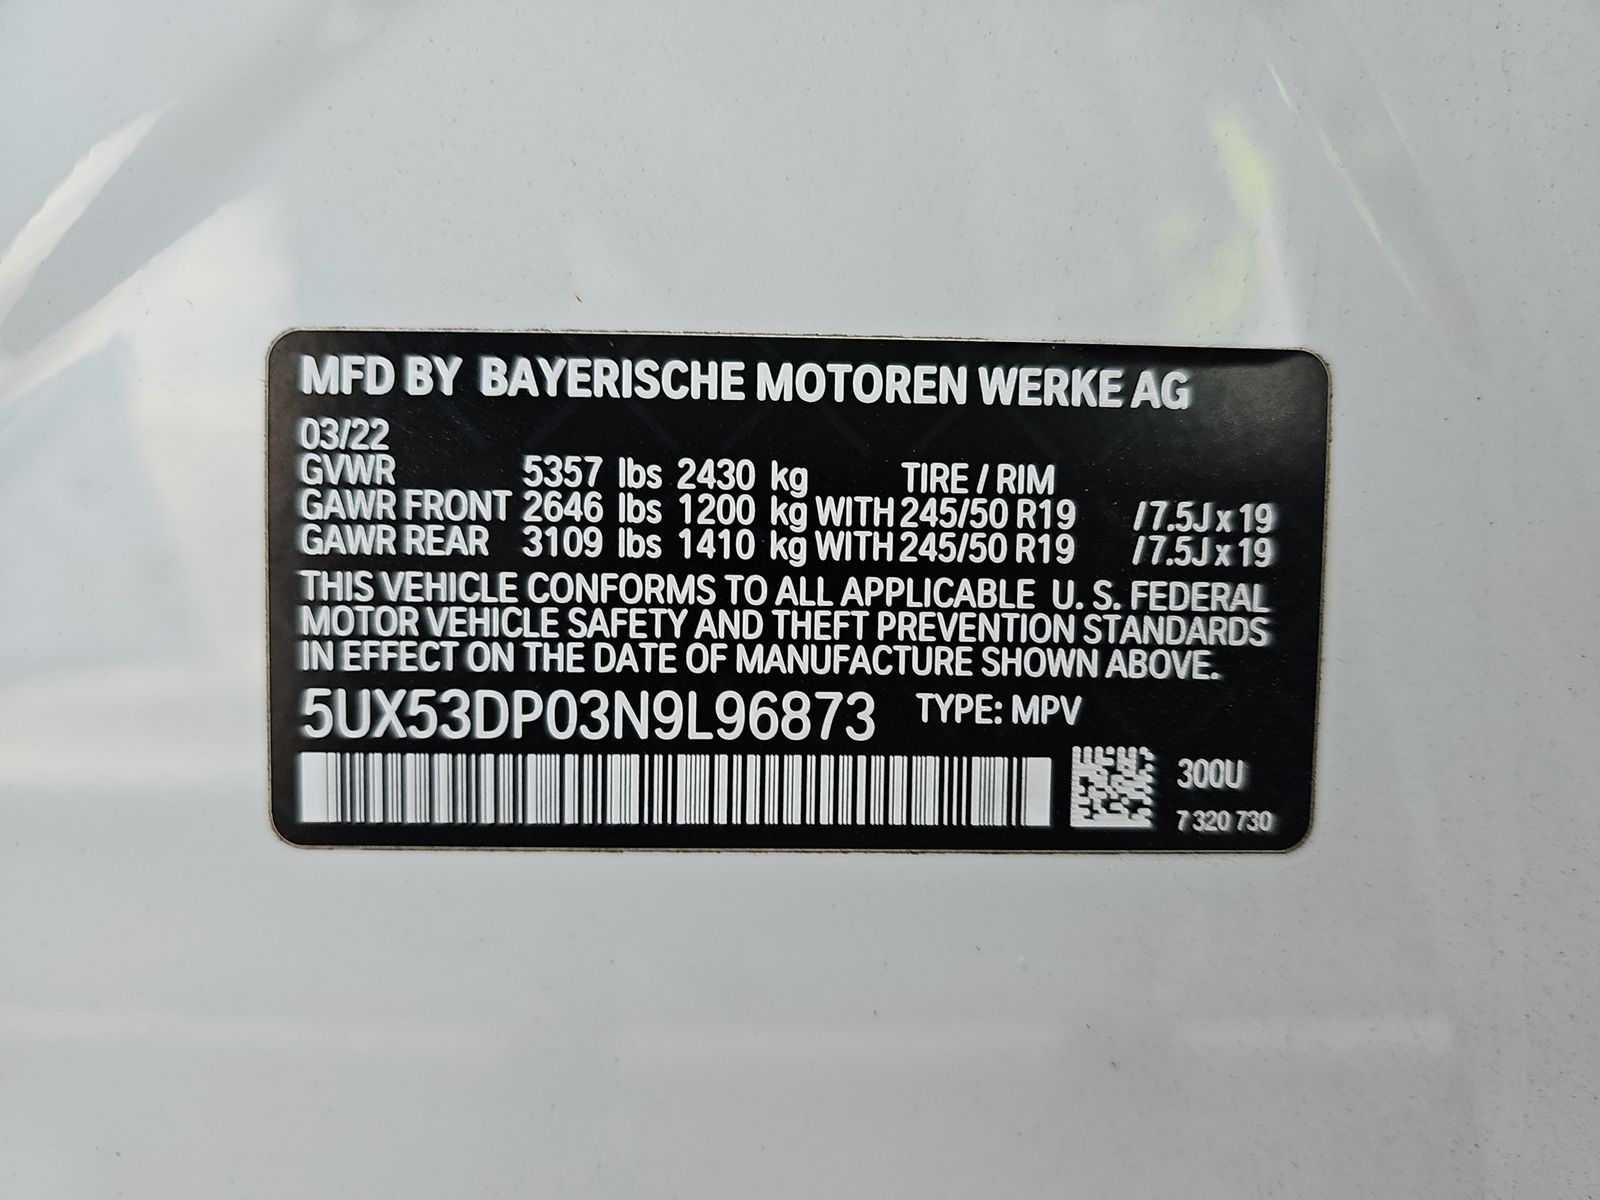 MFD BY BAYERISCHE MOTOREN WERKE AG
03/22
GVWR 5357 lbs 2430 kg TIRE / RIM
GAWR FRONT 2646 lbs 1200 kg WITH 245/50 R19 / 7.5J x 19
GAWR REAR 3109 lbs 1410 kg WITH 245/50 R19 / 7.5J x 19
THIS VEHICLE CONFORMS TO ALL APPLICABLE U. S. FEDERAL
MOTOR VEHICLE SAFETY AND THEFT PREVENTION STANDARDS
IN EFFECT ON THE DATE OF MANUFACTURE SHOWN ABOVE.
5UX53DP03N9L96873 TYPE: MPV
300U
7 320 730